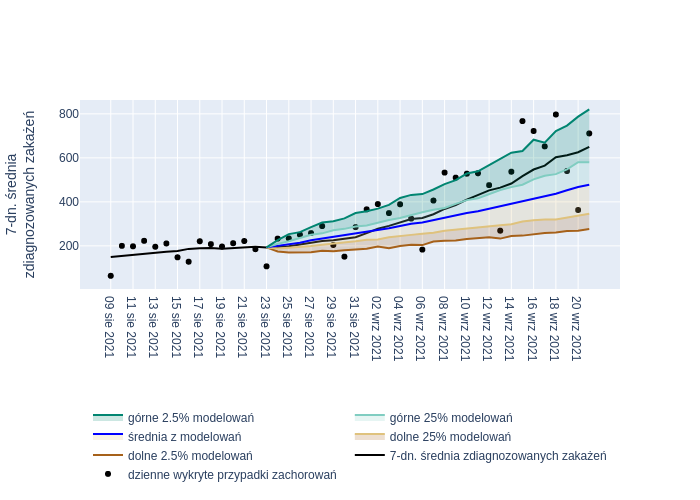 7-dn. średnia
zdiagnozowanych zakażeń
800
600
400
200
09 sie 2021
11 sie 2021
13 sie 2021
15 sie 2021
17 sie 2021
19 sie 2021
21 sie 2021
23 sie 2021
25 sie 2021
27 sie 2021
29 sie 2021
31 sie 2021
02 wrz 2021
04 wrz 2021
06 wrz 2021
08 wrz 2021
10 wrz 2021
12 wrz 2021
14 wrz 2021
16 wrz 2021
18 wrz 2021
20 wrz 2021
górne 2.5% modelowań
górne 25% modelowań
średnia z modelowań
dolne 25% modelowań
dolne 2.5% modelowań
7-dn. średnia zdiagnozowanych zakażeń
dzienne wykryte przypadki zachorowań